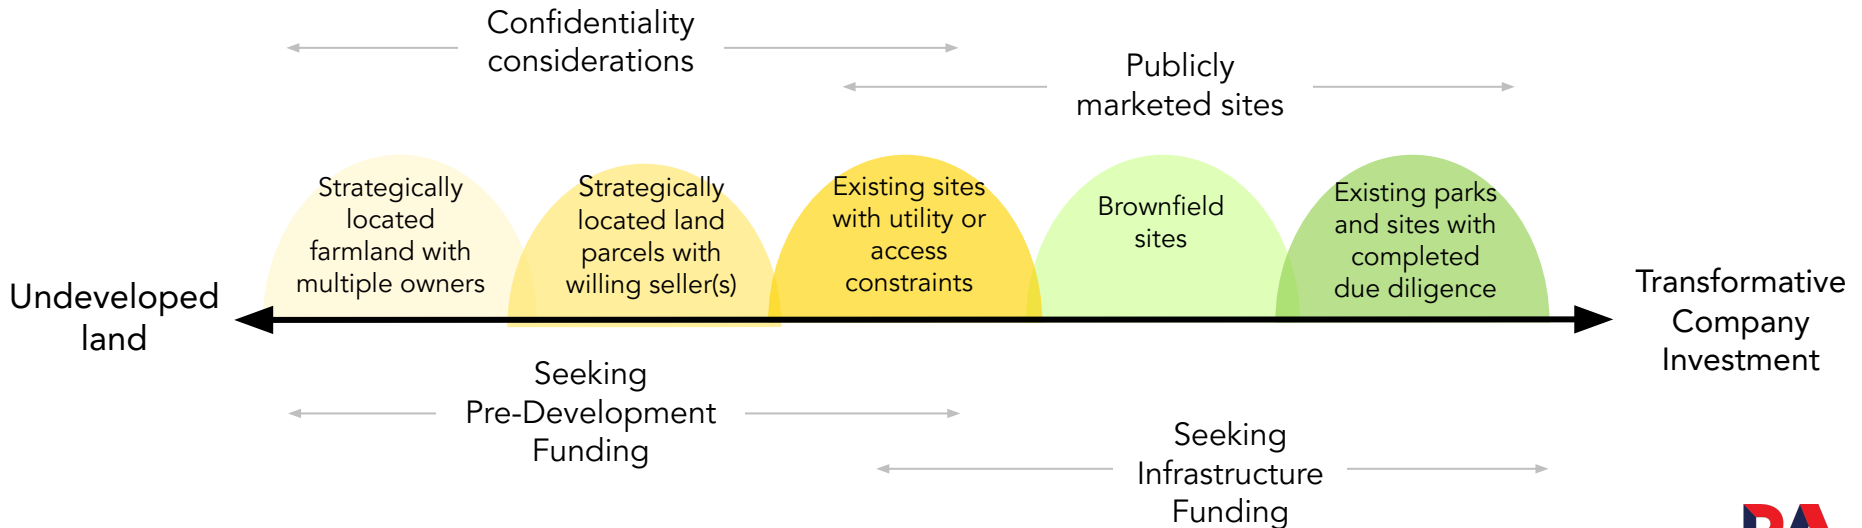 Confidentiality
considerations
Publicly
marketed sites
Strategically
located
farmland with
multiple owners
Strategically
located land
parcels with
willing seller(s)
Existing sites
with utility or
access
constraints
Brownfield
sites
Existing parks
and sites with
completed
due diligence
Undeveloped
land
Transformative
Company
Investment
Seeking
Pre-Development
Funding
Seeking
Infrastructure
Funding